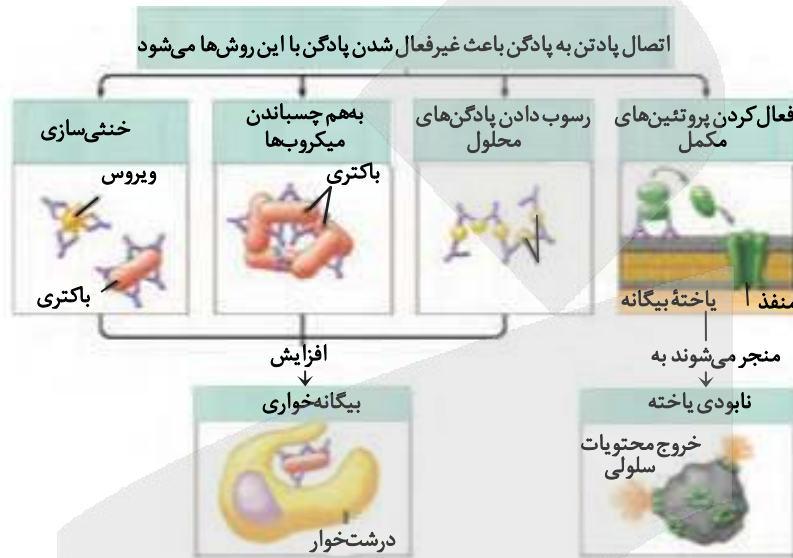 اتصال پادتن به پادگن باعث غیرفعال شدن پادگن با این روش‌ها می‌شود
فعال کردن پروتئین‌های
مکمل
منفذ
یاختهٔ بیگانه
رسوب دادن پادگن‌های
محلول
به‌هم چسباندن
میکروب‌ها
باکتری
خنثی‌سازی
ویروس
باکتری
منجر می‌شوند به
نابودی یاخته
خروج محتویات
سلولی
افزایش
بیگانه‌خواری
درشت‌خوار